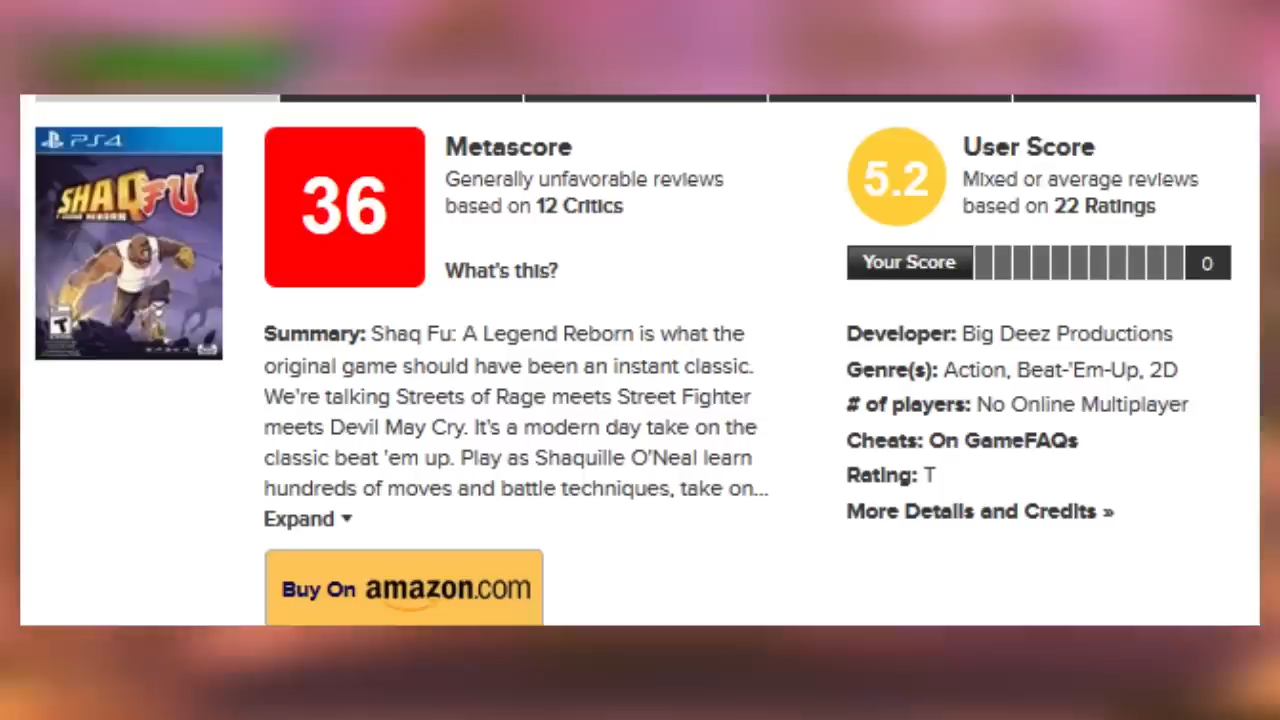 PS4
SHAQ FU
A LEGEND REBORN
T
36
Metascore
Generally unfavorable reviews
based on 12 Critics
What's this?
5.2
User Score
Mixed or average reviews
based on 22 Ratings
Your Score
0
Summary: Shaq Fu: A Legend Reborn is what the
original game should have been an instant classic.
We're talking Streets of Rage meets Street Fighter
meets Devil May Cry. It's a modern day take on the
classic beat 'em up. Play as Shaquille O'Neal learn
hundreds of moves and battle techniques, take on...
Expand
Buy On amazon.com
Developer: Big Deez Productions
Genre(s): Action, Beat-'Em-Up, 2D
# of players: No Online Multiplayer
Cheats: On GameFAQs
Rating: T
More Details and Credits »